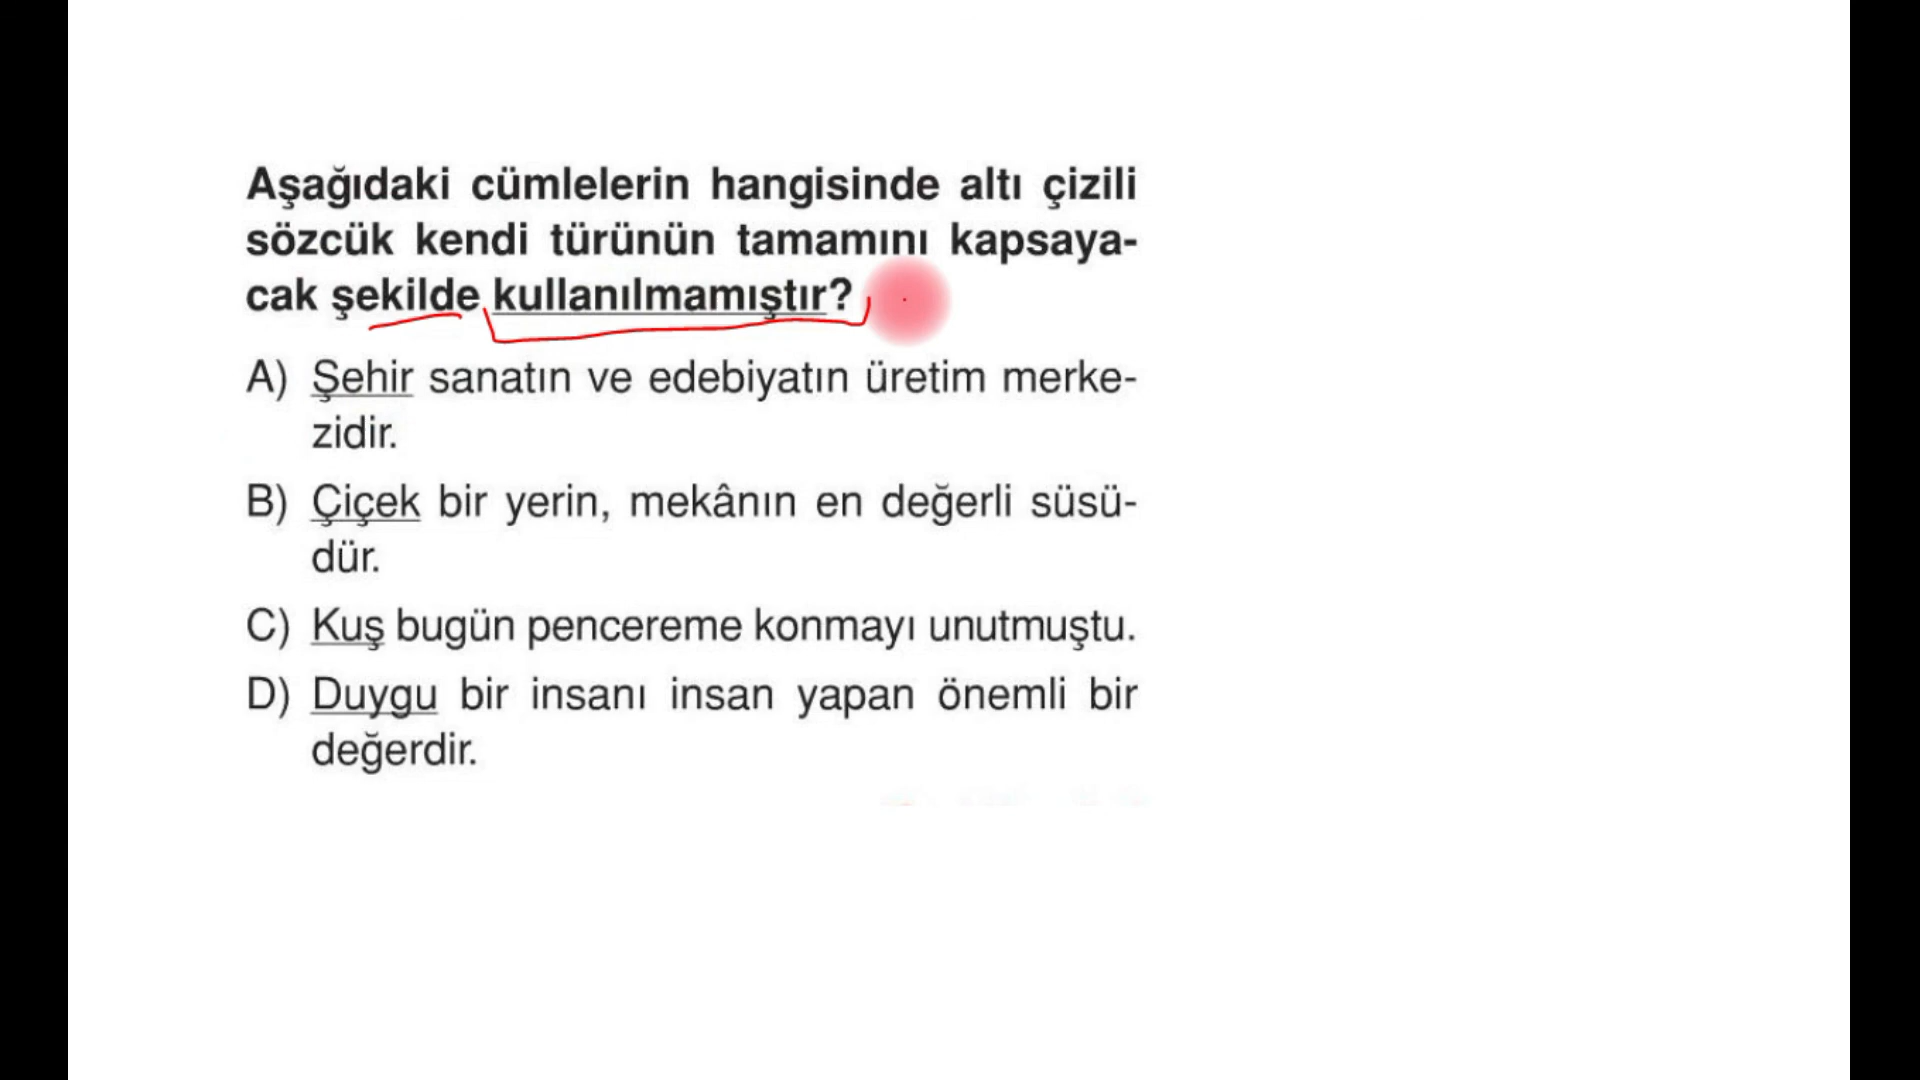 Aşağıdaki cümlelerin hangisinde altı çizili
sözcük kendi türünün tamamını kapsaya-
cak şekilde kullanılmamıştır?
A) Şehir sanatın ve edebiyatın üretim merke-
zidir.
B) Çiçek bir yerin, mekânın en değerli süsü-
dür.
C) Kuş bugün pencereme konmayı unutmuştu.
D) Duygu bir insanı insan yapan önemli bir
değerdir.